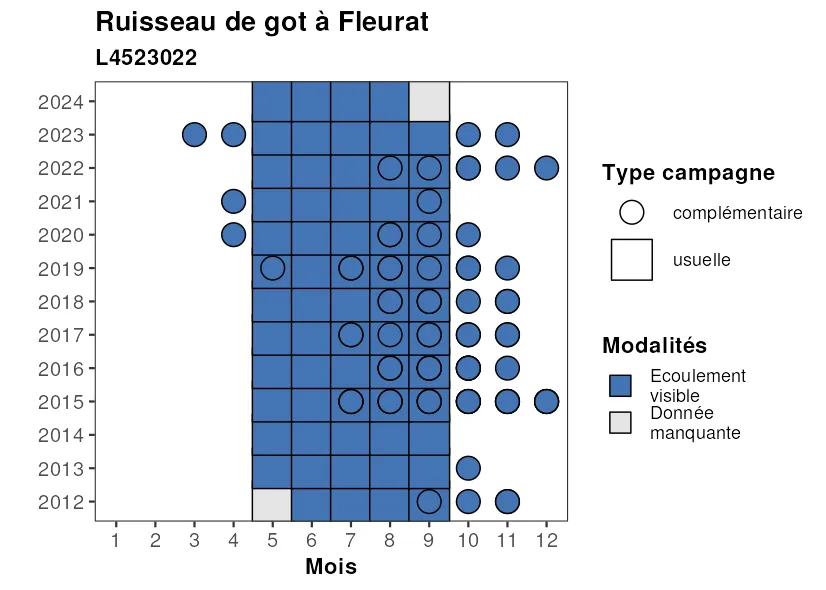 Ruisseau de got à Fleurat
L4523022
2024
2023
2022
2021
2020
2019
2018
2017
2016
2015
2014
2013
2012
1 2 3 4 5 6 7 8 9 10 11 12
Mois
Type campagne
complémentaire
usuelle
Modalités
Ecoulement
visible
Donnée
manquante